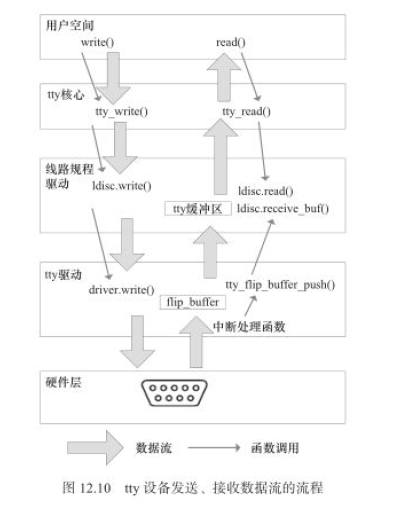 用户空间
write() read()
tty核心
tty_write() tty_read()
线路规程
驱动
ldisc.write() ldisc.read()
tty缓冲区 ldisc.receive_buf()
tty驱动
driver.write() tty_flip_buffer_push()
flip_buffer
中断处理函数
硬件层
数据流 函数调用
图 12.10 tty 设备发送、接收数据流的流程